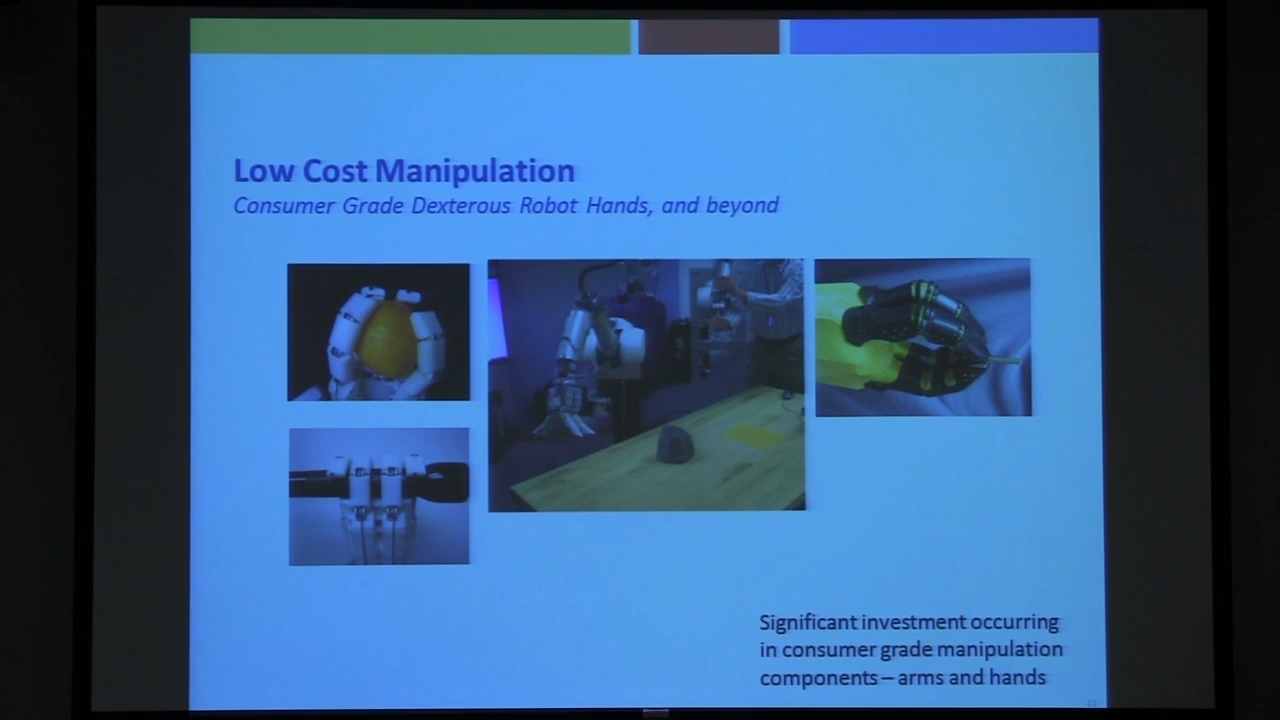 Low Cost Manipulation
Consumer Grade Dexterous Robot Hands, and beyond
Significant investment occurring
in consumer grade manipulation
components – arms and hands